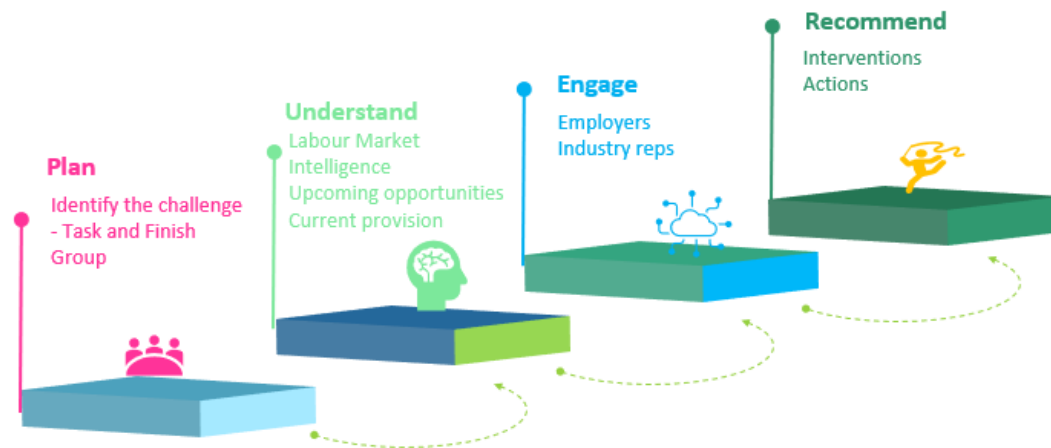 Plan
Identify the challenge
- Task and Finish
Group
Understand
Labour Market
Intelligence
Upcoming opportunities
Current provision
Engage
Employers
Industry reps
Recommend
Interventions
Actions